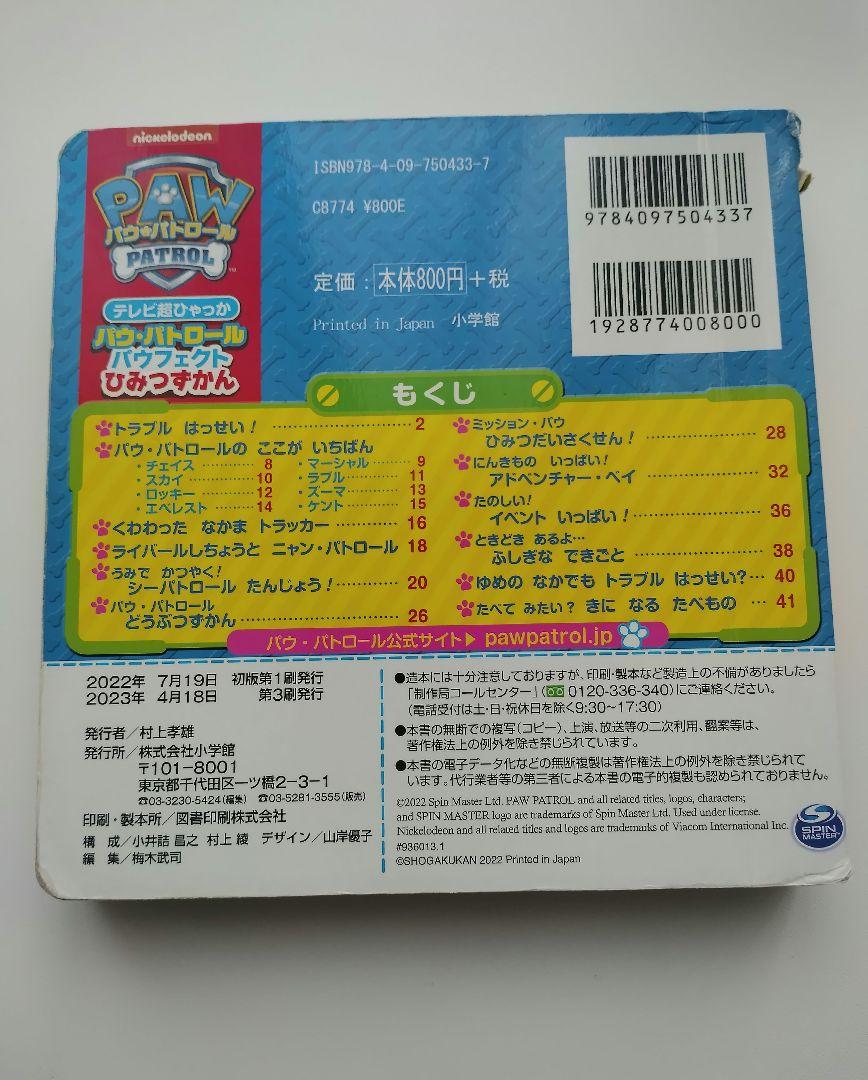 nickelodeon
PAW
パウ・パトロール
PATROL™
テレビ超ひゃっか
パウ・パトロール
パウフェクト
ひみつずかん
ISBN978-4-09-750433-7
C8774 ¥800E
定価：本体800円＋税
Printed in Japan 小学館
9784097504337
1928774008000
もくじ
トラブル はっせい！ 2
パウ・パトロールの ここが いちばん
・チェイス 8
・マーシャル 9
・スカイ 10
・ラブル 11
・ロッキー 12
・ズーマ 13
・エベレスト 14
・ケント 15
くわわった なかま トラッカー 16
ライバールしちょうと ニャン・パトロール 18
うみで かつやく！
シーパトロール たんじょう！ 20
パウ・パトロール
どうぶつずかん 26
ミッション・パウ
ひみつだいさくせん！ 28
にんきもの いっぱい！
アドベンチャー・ベイ 32
たのしい！
イベント いっぱい！ 36
ときどき あるよ…
ふしぎな できごと 38
ゆめの なかでも トラブル はっせい？… 40
たべて みたい？ きに なる たべもの … 41
パウ・パトロール公式サイト▶ pawpatrol.jp
2022年 7月19日 初版第1刷発行
2023年 4月18日 第3刷発行
発行者／村上孝雄
発行所／株式会社小学館
〒101-8001
東京都千代田区一ツ橋2-3-1
☎03-3230-5424（編集） ☎03-5281-3555（販売）
印刷・製本所／図書印刷株式会社
構 成／小井詰 昌之 村上 綾 デザイン／山岸優子
編 集／梅木武司
●造本には十分注意しておりますが、印刷・製本など製造上の不備がありましたら
「制作局コールセンター」（0120-336-340）にご連絡ください。
（電話受付は土・日・祝休日を除く9:30～17:30）
●本書の無断での複写（コピー）、上演、放送等の二次利用、翻案等は、
著作権法上の例外を除き禁じられています。
●本書の電子データ化などの無断複製は著作権法上の例外を除き禁じられて
います。代行業者等の第三者による本書の電子的複製も認められておりません。
©2022 Spin Master Ltd. PAW PATROL and all related titles, logos, characters;
and SPIN MASTER logo are trademarks of Spin Master Ltd. Used under license.
Nickelodeon and all related titles and logos are trademarks of Viacom International Inc.
#936013.1
©SHOGAKUKAN 2022 Printed in Japan
SPIN
MASTER™